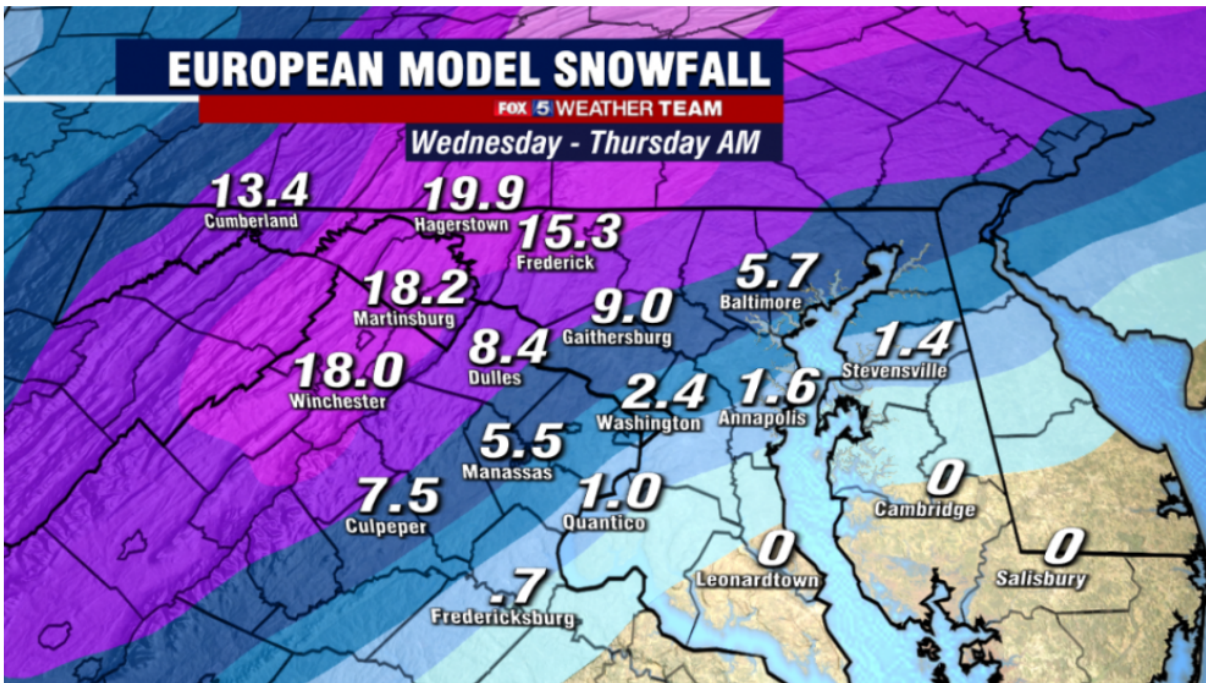 EUROPEAN MODEL SNOWFALL
FOX 5 WEATHER TEAM
Wednesday - Thursday AM
13.4
Cumberland
19.9
Hagerstown
15.3
Frederick
18.2
Martinsburg
5.7
Baltimore
9.0
Gaithersburg
8.4
Dulles
1.4
Stevensville
18.0
Winchester
2.4
Washington
1.6
Annapolis
5.5
Manassas
7.5
Culpeper
1.0
Quantico
0
Cambridge
0
Leonardtown
0
Salisbury
.7
Fredericksburg